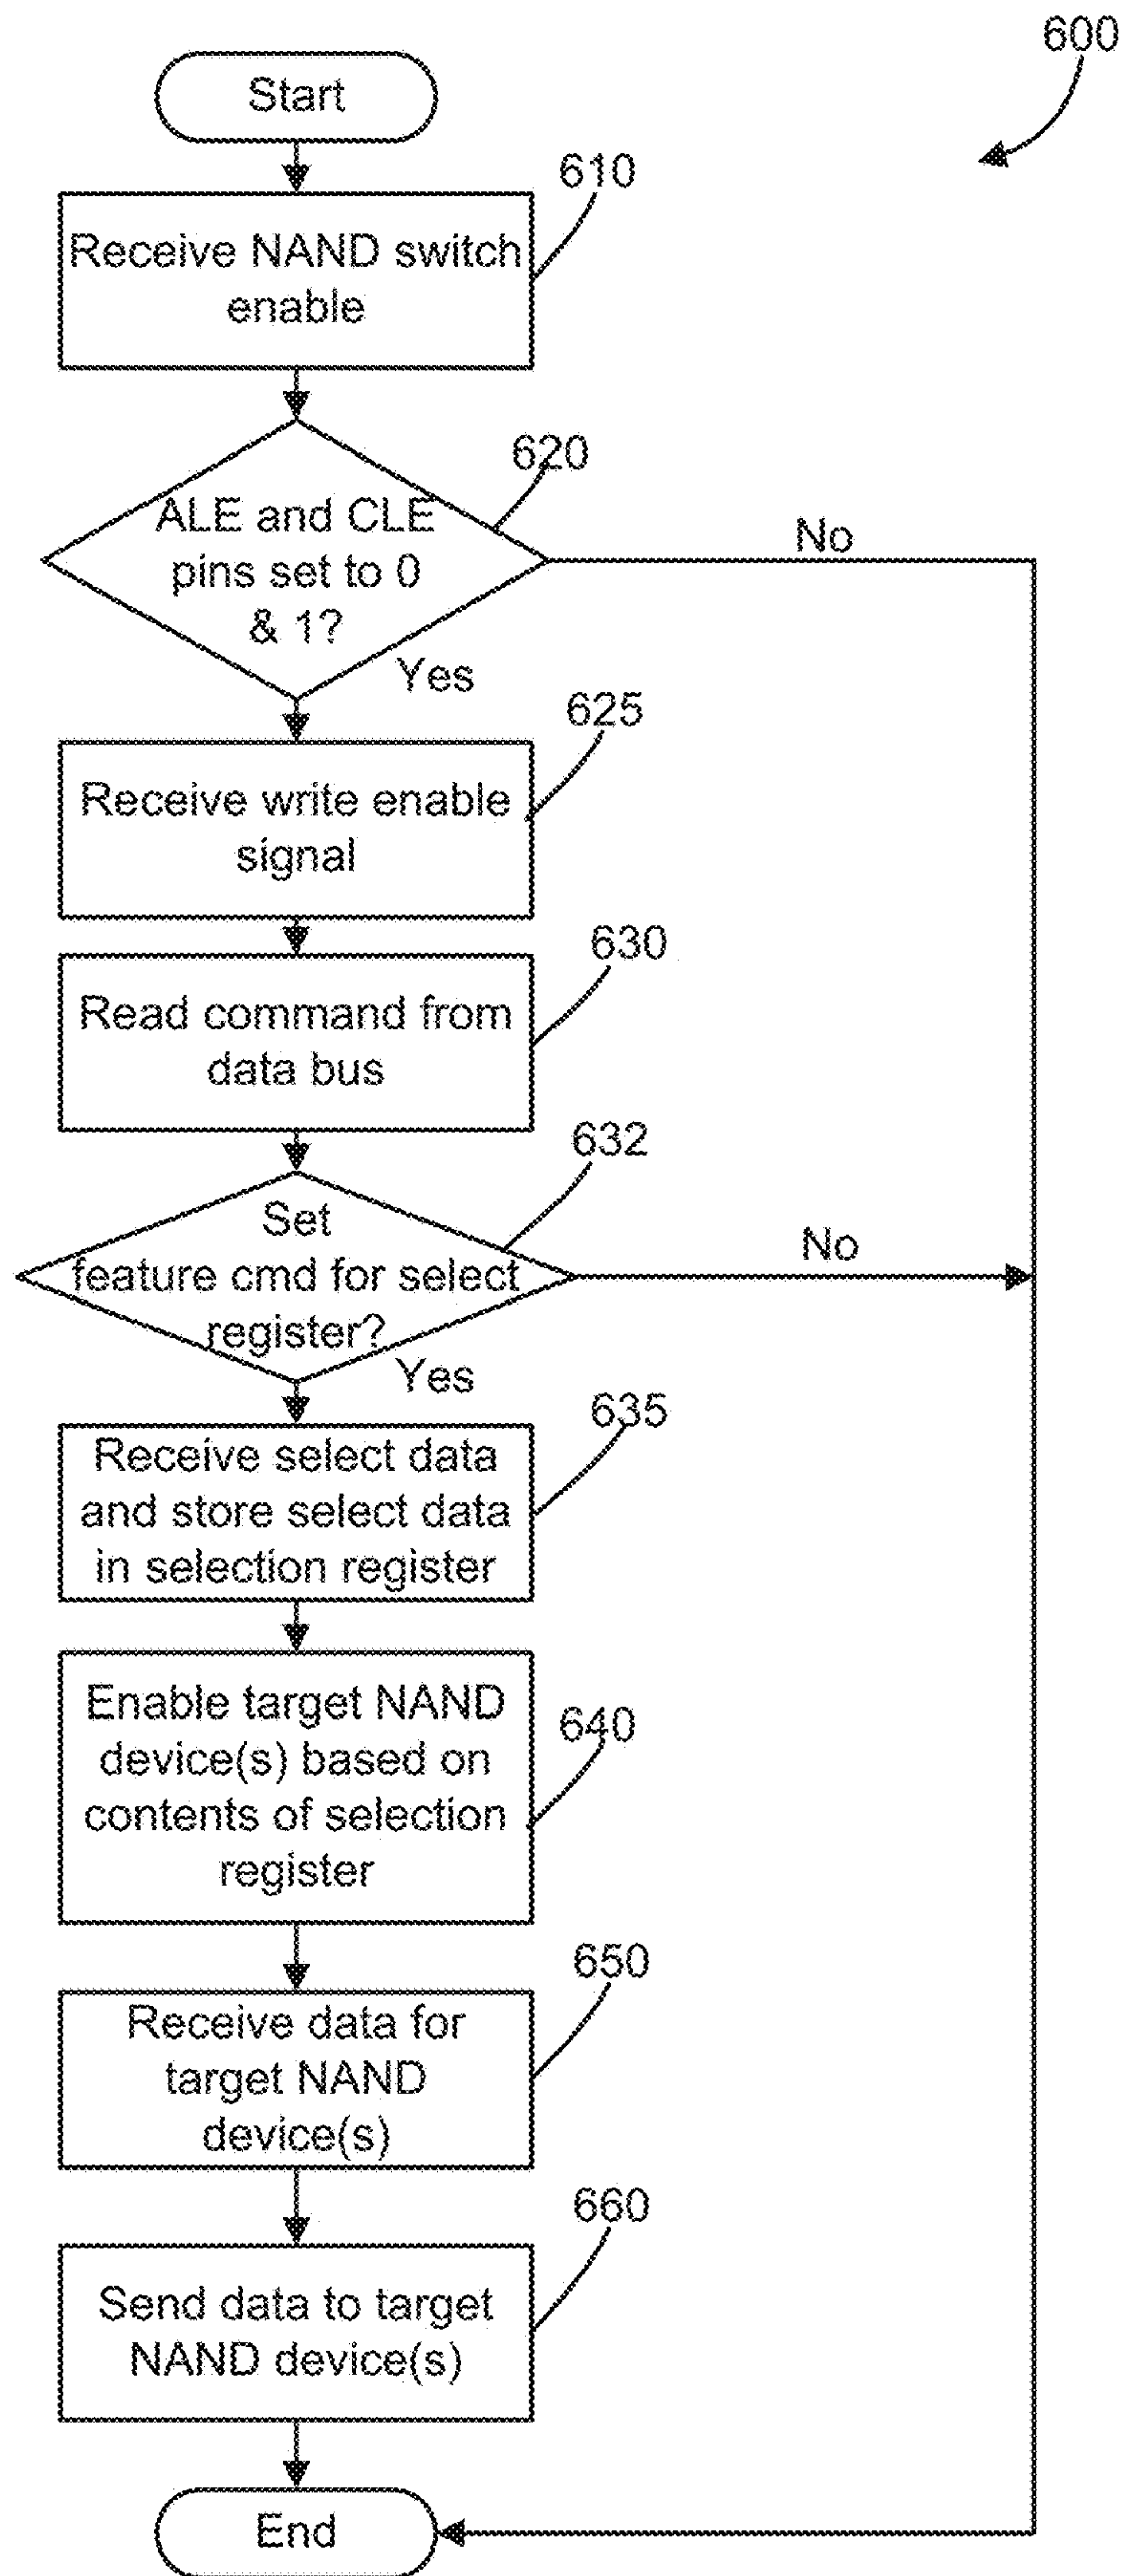 600
Start
610
Receive NAND switch
enable
620
ALE and CLE
pins set to 0
& 1?
No
Yes
625
Receive write enable
signal
630
Read command from
data bus
632
Set
feature cmd for select
register?
No
Yes
635
Receive select data
and store select data
in selection register
640
Enable target NAND
device(s) based on
contents of selection
register
650
Receive data for
target NAND
device(s)
660
Send data to target
NAND device(s)
End